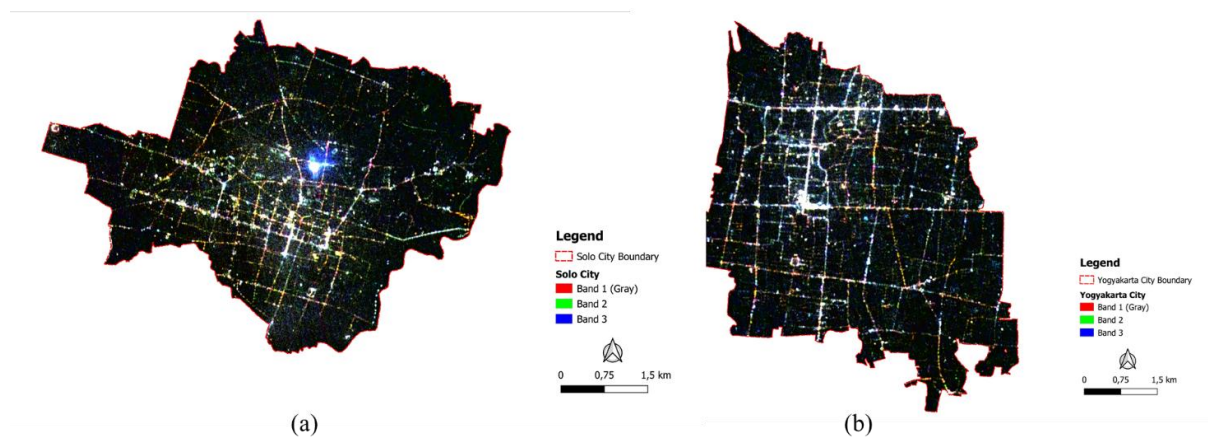 Legend
Solo City Boundary
Solo City
Band 1 (Gray)
Band 2
Band 3
0 0,75 1,5 km
(a)
Legend
Yogyakarta City Boundary
Yogyakarta City
Band 1 (Gray)
Band 2
Band 3
0 0,75 1,5 km
(b)